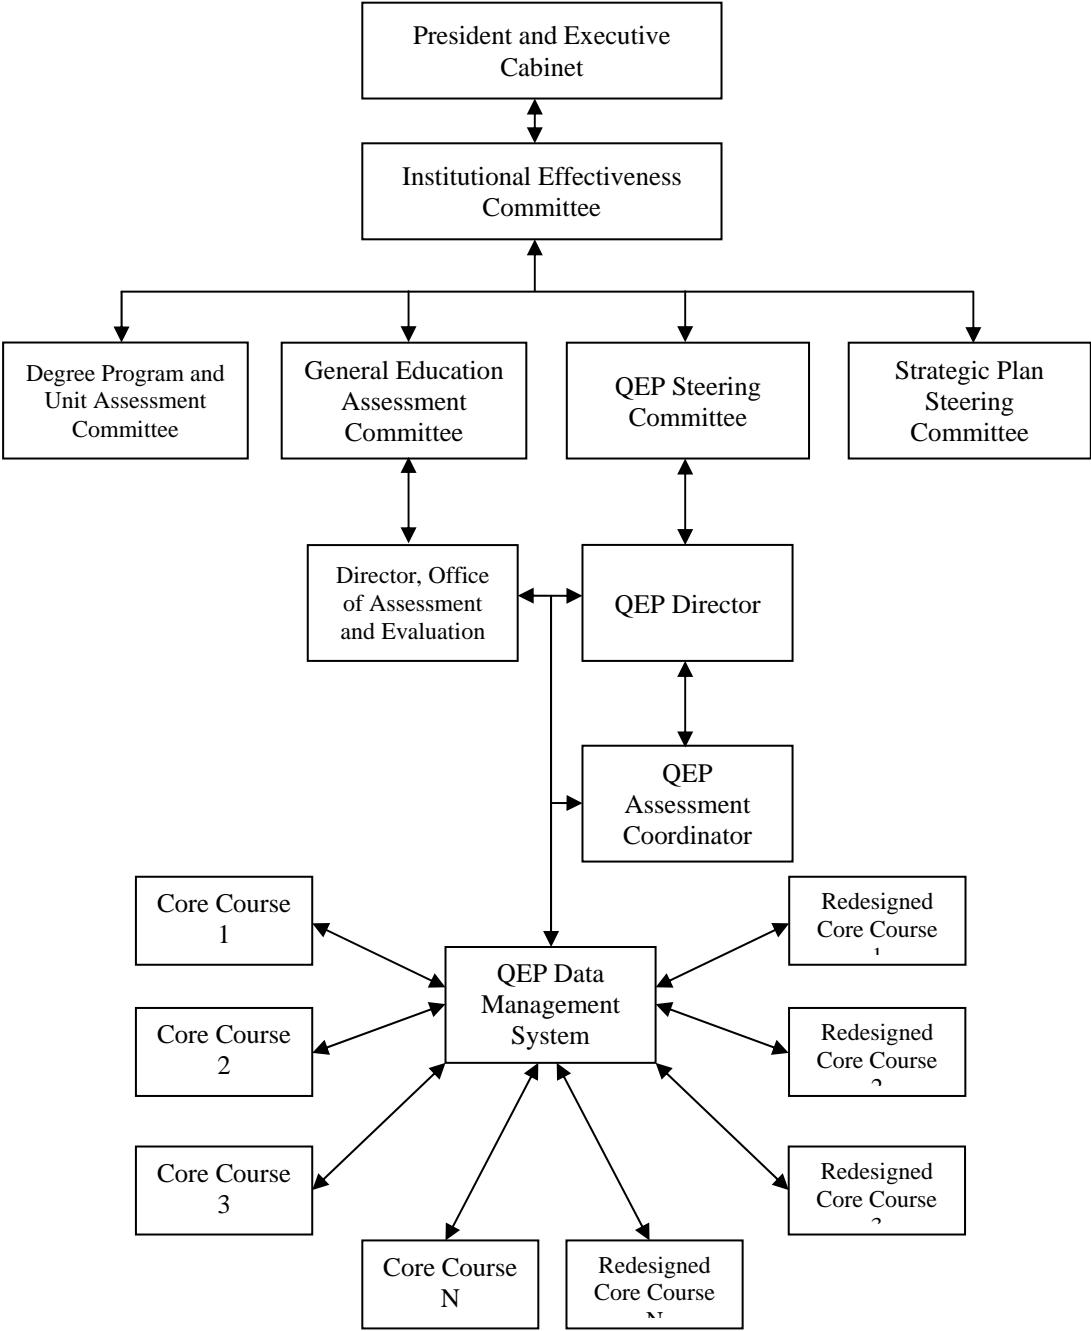 President and Executive
Cabinet
Institutional Effectiveness
Committee
Degree Program and
Unit Assessment
Committee
General Education
Assessment
Committee
QEP Steering
Committee
Strategic Plan
Steering
Committee
Director, Office
of Assessment
and Evaluation
QEP Director
QEP
Assessment
Coordinator
Core Course
1
Redesigned
Core Course
QEP Data
Management
System
Core Course
2
Redesigned
Core Course
Core Course
3
Redesigned
Core Course
Core Course
N
Redesigned
Core Course